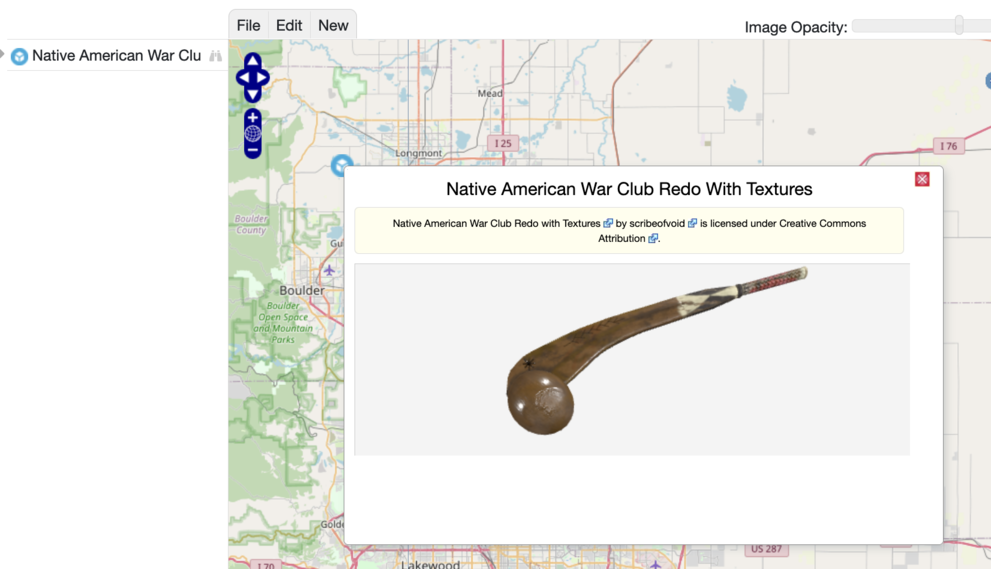 File Edit New
Image Opacity:
Native American War Clu
Mead
I 25
I 76
Longmont
Native American War Club Redo With Textures
Native American War Club Redo with Textures by scribeofvoid is licensed under Creative Commons
Attribution .
Boulder
County
Gu
Boulder
Boulder
Open Space
and Mountain
Parks
Golde
US 287
I 70
Lakewood